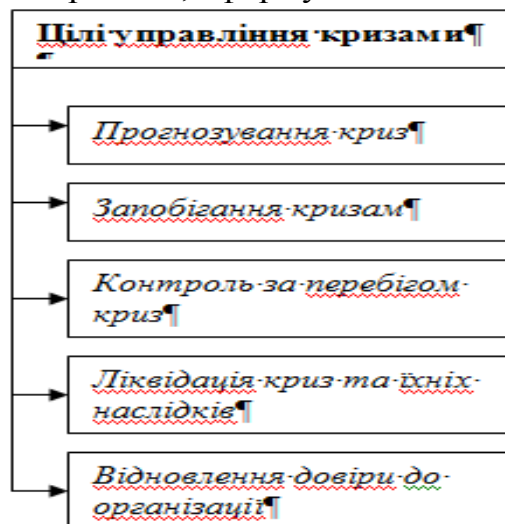 Цілі управління кризами¶
¶
Прогнозування криз¶
Запобігання кризам¶
Контроль за перебігом
криз¶
Ліквідація криз та їхніх
наслідків¶
Відновлення довіри до
організації¶